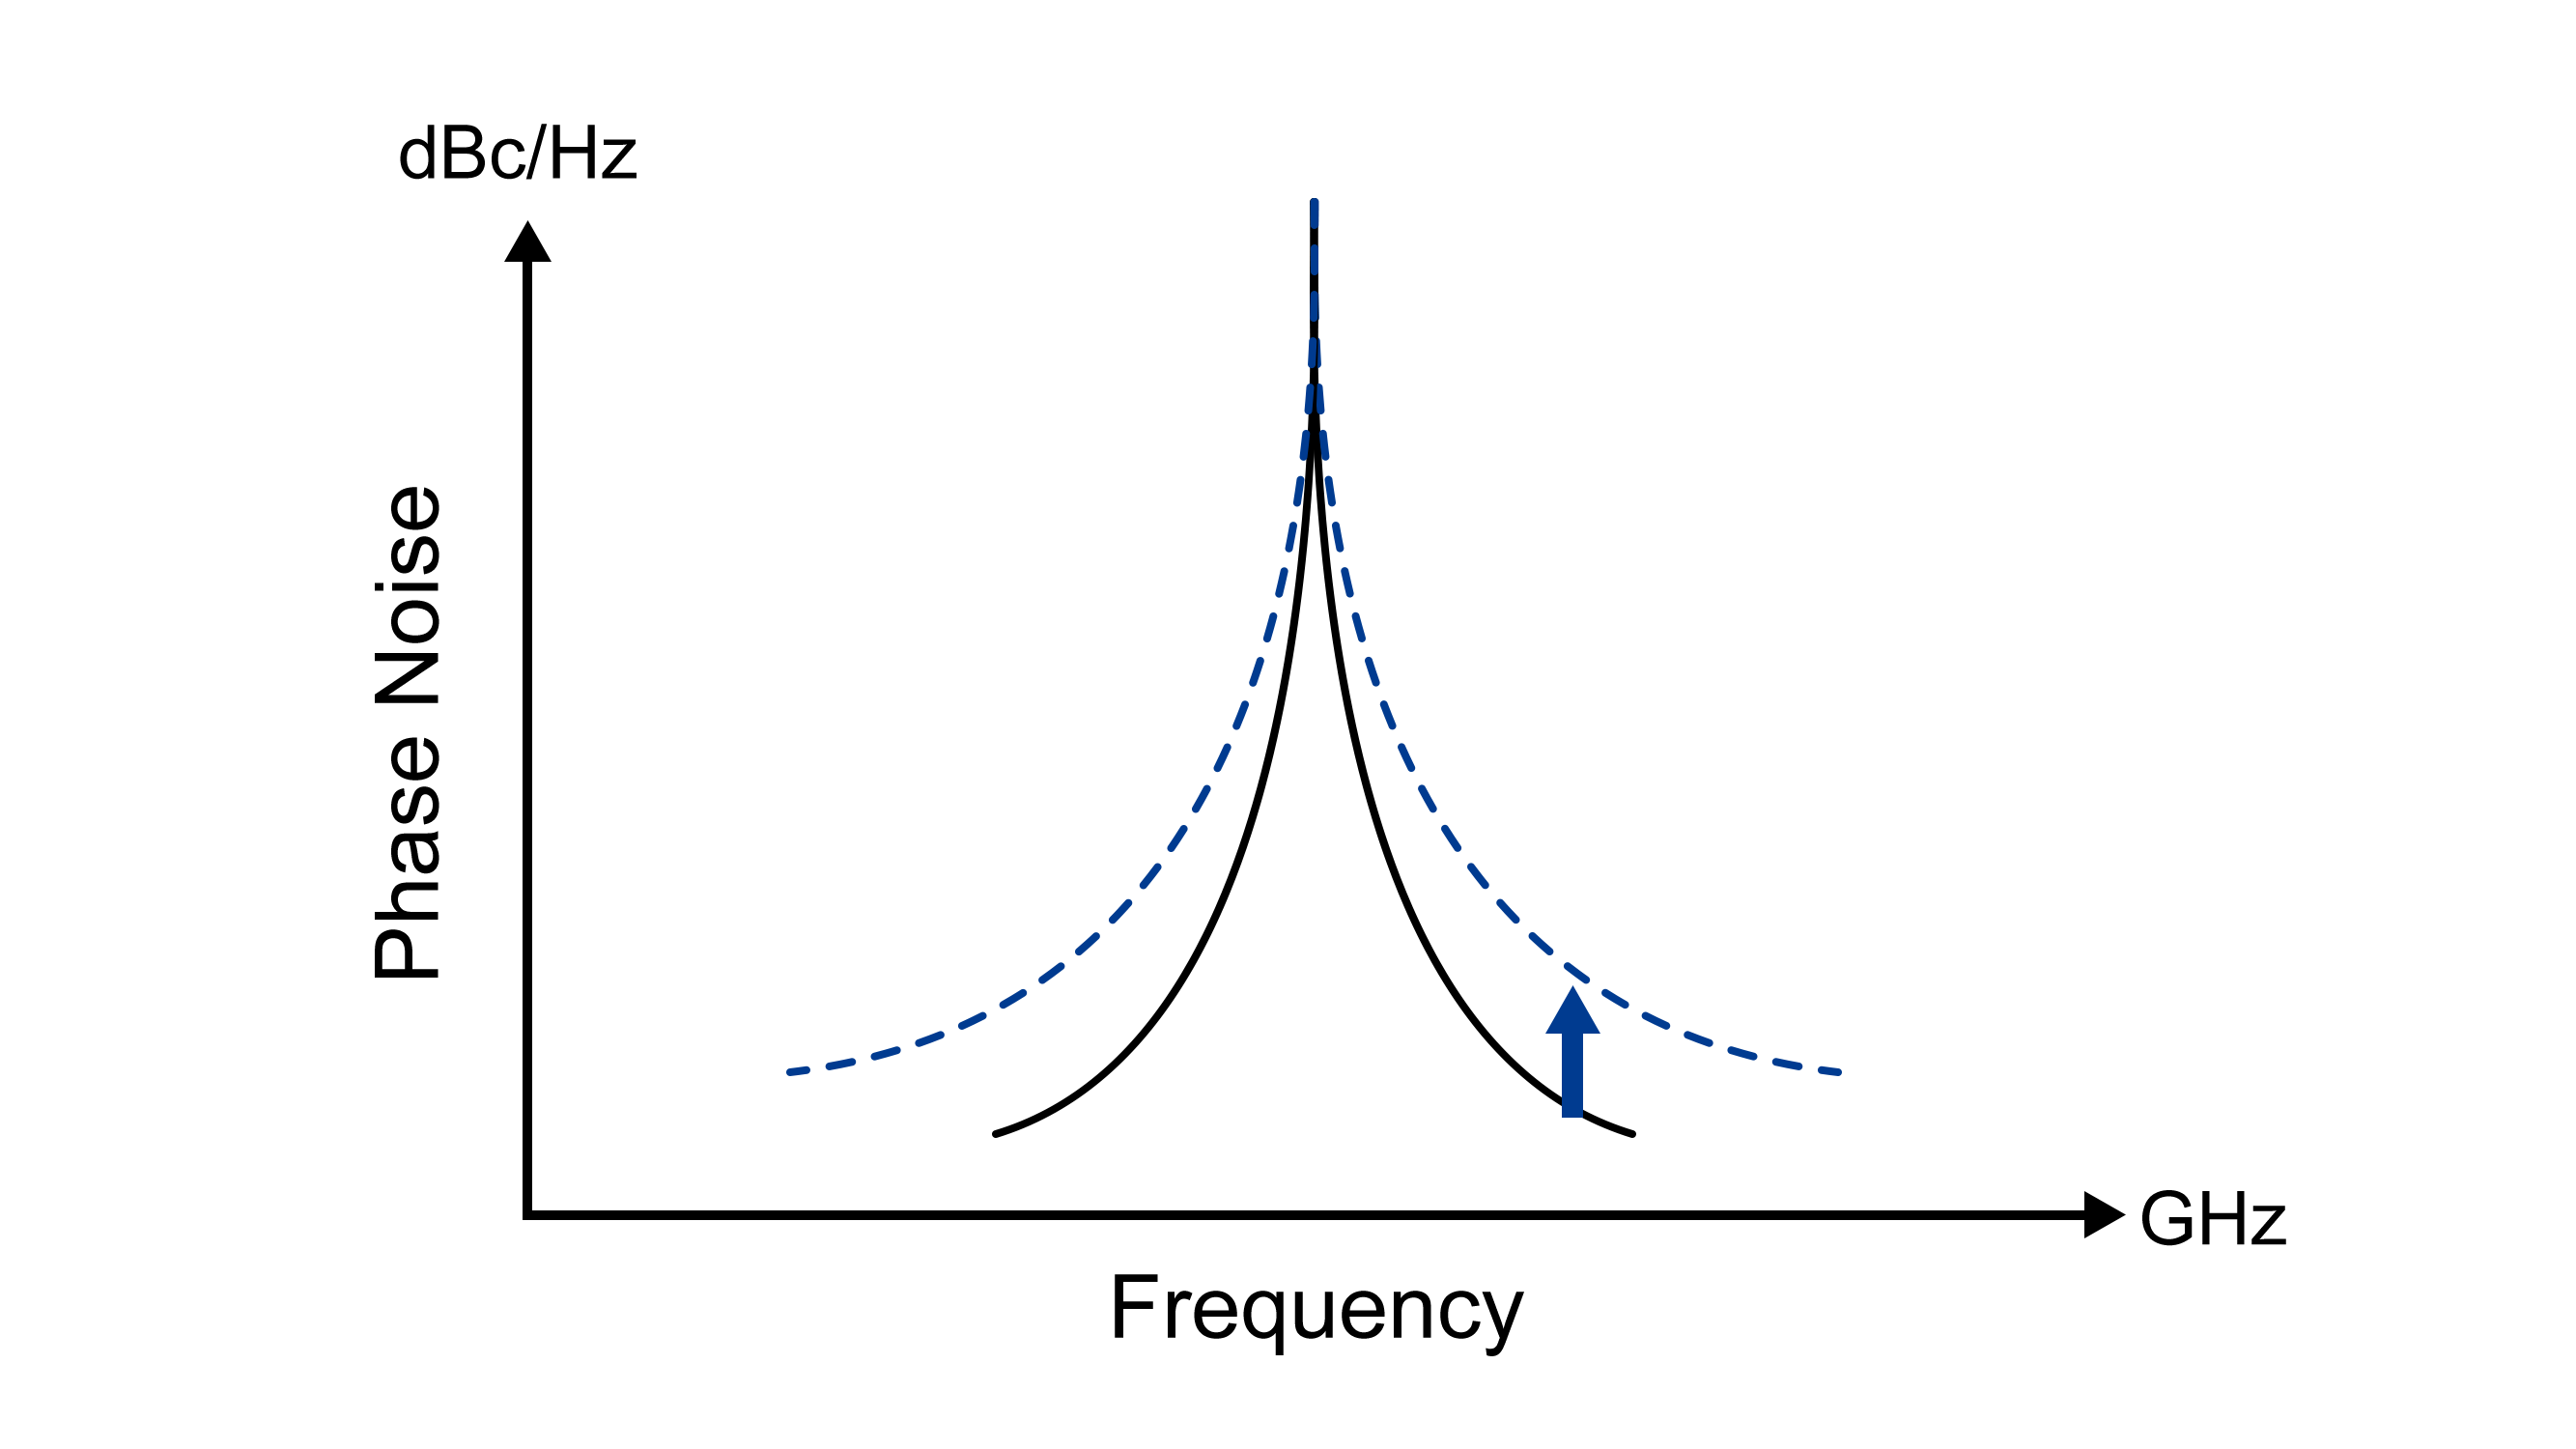 dBc/Hz
Phase Noise
GHz
Frequency